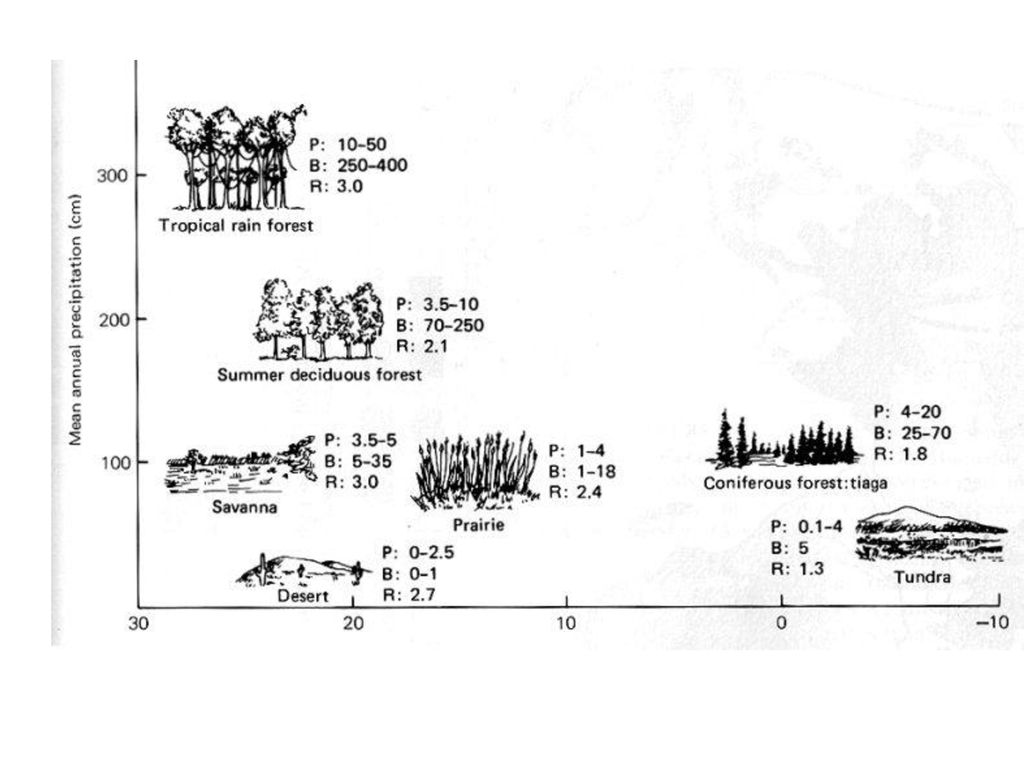 Mean annual precipitation (cm)
300
200
100
P: 10–50
B: 250–400
R: 3.0
Tropical rain forest
P: 3.5–10
B: 70–250
R: 2.1
Summer deciduous forest
P: 3.5–5
B: 5–35
R: 3.0
Savanna
P: 1–4
B: 1–18
R: 2.4
Prairie
P: 4–20
B: 25–70
R: 1.8
Coniferous forest:tiaga
P: 0.1–4
B: 5
R: 1.3
Tundra
P: 0–2.5
B: 0–1
R: 2.7
Desert
30
20
10
0
–10